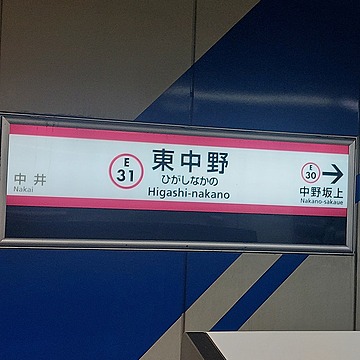 中井
Nakai
E
31
東中野
ひがしなかの
Higashi-nakano
E
30
中野坂上
Nakano-sakaue